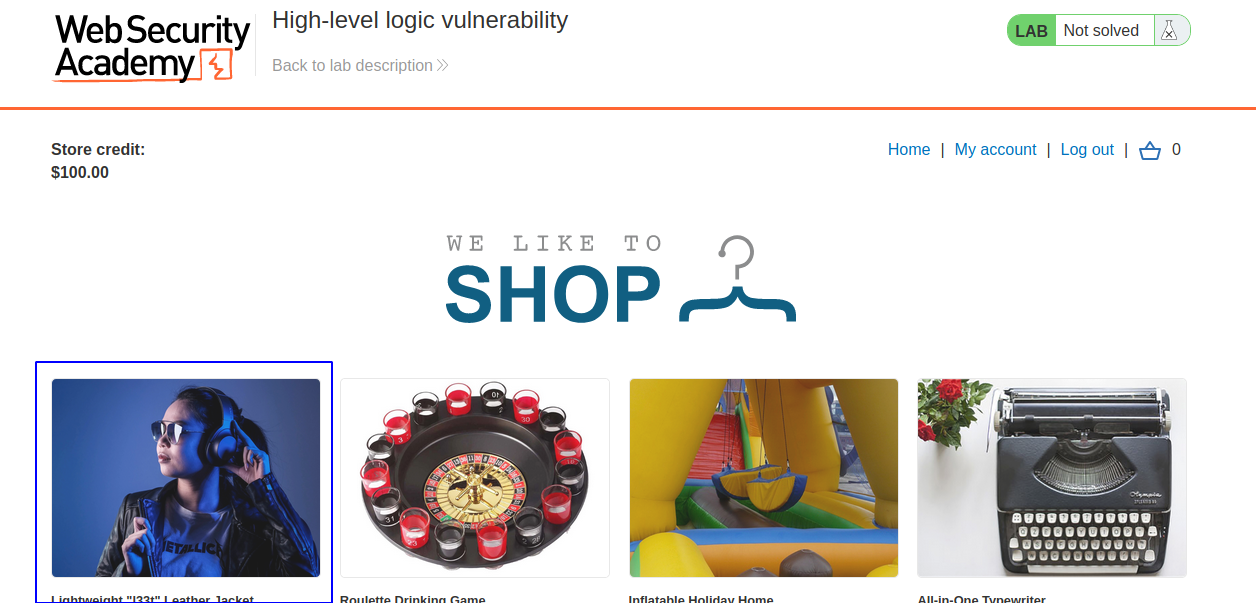 Web Security
Academy
High-level logic vulnerability
Back to lab description
LAB Not solved
Store credit:
$100.00
Home | My account | Log out | 0
WE LIKE TO
SHOP
METALLICA
Lightweight "l33t" Leather Jacket
Roulette Drinking Game
Inflatable Holiday Home
All-in-One Typewriter